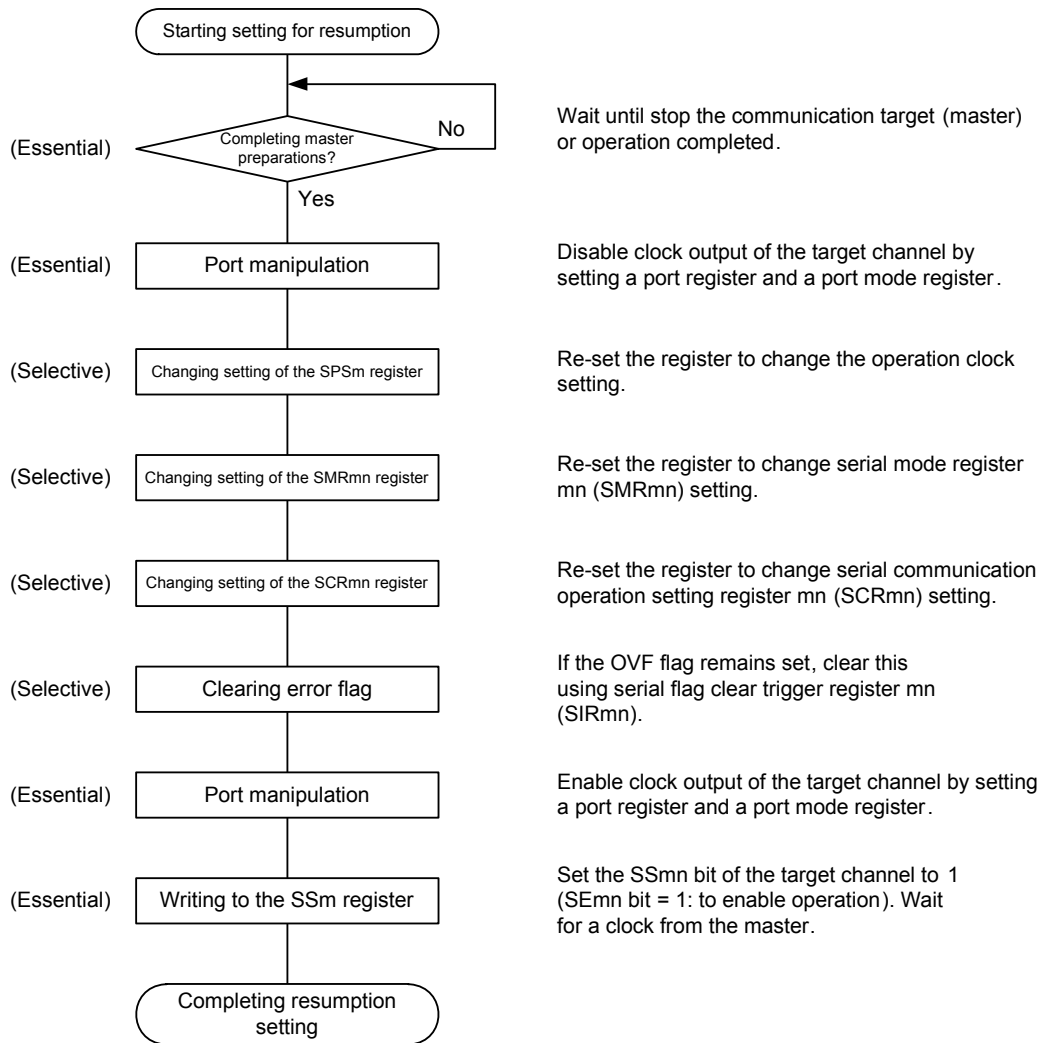 Starting setting for resumption
(Essential)
Completing master
preparations?
No
Yes
Wait until stop the communication target (master)
or operation completed.
(Essential)
Port manipulation
Disable clock output of the target channel by
setting a port register and a port mode register.
(Selective)
Changing setting of the SPSm register
Re-set the register to change the operation clock
setting.
(Selective)
Changing setting of the SMRmn register
Re-set the register to change serial mode register
mn (SMRmn) setting.
(Selective)
Changing setting of the SCRmn register
Re-set the register to change serial communication
operation setting register mn (SCRmn) setting.
(Selective)
Clearing error flag
If the OVF flag remains set, clear this
using serial flag clear trigger register mn
(SIRmn).
(Essential)
Port manipulation
Enable clock output of the target channel by setting
a port register and a port mode register.
(Essential)
Writing to the SSm register
Set the SSmn bit of the target channel to 1
(SEmn bit = 1: to enable operation). Wait
for a clock from the master.
Completing resumption
setting